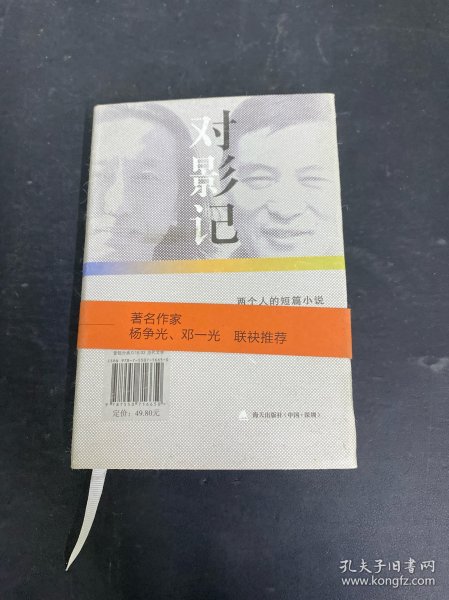 对影记
两个人的短篇小说
著名作家
杨争光、邓一光 联袂推荐
定价：49.80元
海天出版社（中国·深圳）
孔夫子旧书网
www.kongfz.com